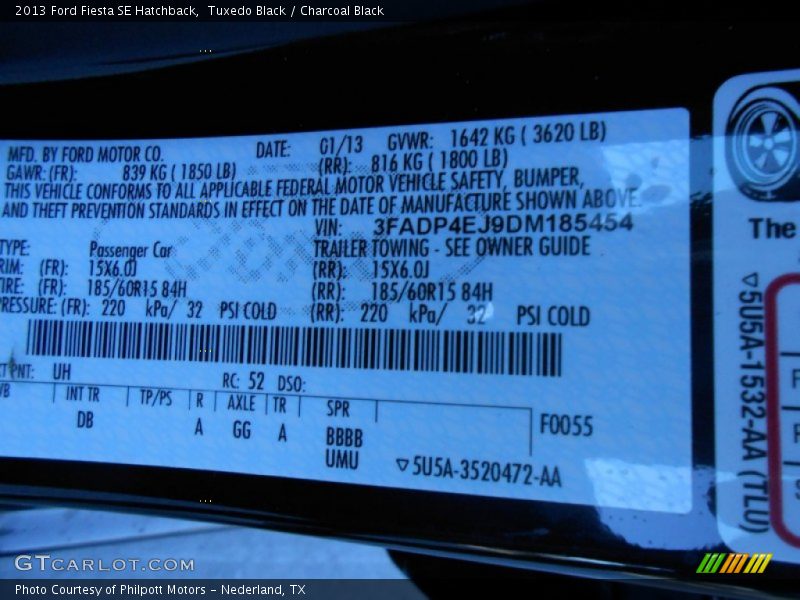 2013 Ford Fiesta SE Hatchback,  Tuxedo Black / Charcoal Black
MFD. BY FORD MOTOR CO. DATE: 01/13 GVWR: 1642 KG ( 3620 LB)
GAWR: (FR): 839 KG ( 1850 LB) (RR): 816 KG ( 1800 LB)
THIS VEHICLE CONFORMS TO ALL APPLICABLE FEDERAL MOTOR VEHICLE SAFETY, BUMPER,
AND THEFT PREVENTION STANDARDS IN EFFECT ON THE DATE OF MANUFACTURE SHOWN ABOVE.
VIN: 3FADP4EJ9DM185454
TYPE: Passenger Car TRAILER TOWING - SEE OWNER GUIDE
RIM: (FR): 15X6.0J (RR): 15X6.0J
TIRE: (FR): 185/60R15 84H (RR): 185/60R15 84H
PRESSURE: (FR): 220 kPa/ 32 PSI COLD (RR): 220 kPa/ 32 PSI COLD
PNT: UH
RC: 52 DSO:
WB INT TR TP/PS R AXLE TR SPR
DB A GG A BBBB F0055
UMU ▽5U5A-3520472-AA
The
▽5U5A-1532-AA (TLU)
GTCARLOT.COM
Photo Courtesy of Philpott Motors - Nederland, TX